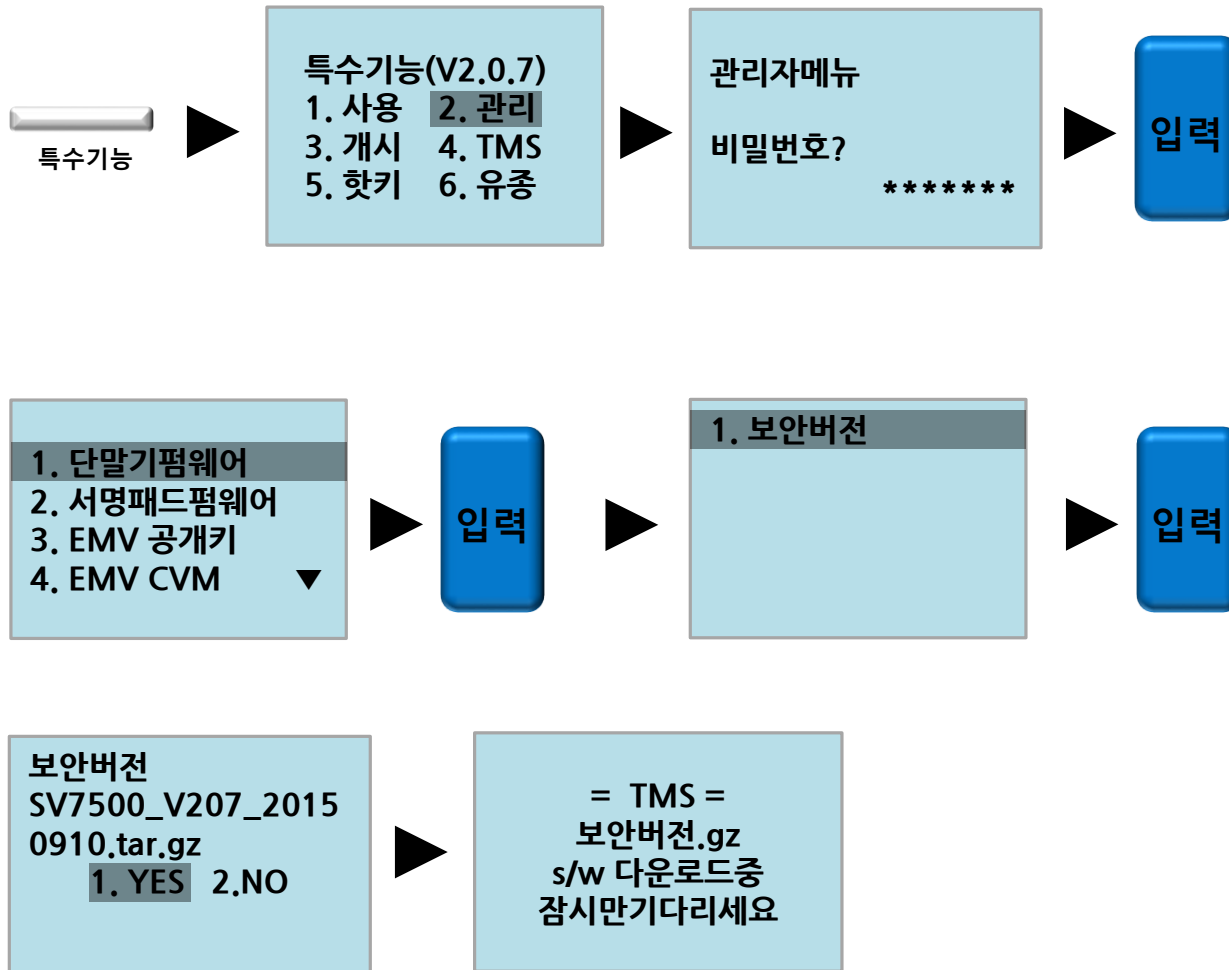 특수기능
특수기능(V2.0.7)
1. 사용 2. 관리
3. 개시 4. TMS
5. 핫키 6. 유종
관리자메뉴
비밀번호?
*******
입력
1. 단말기펌웨어
2. 서명패드펌웨어
3. EMV 공개키
4. EMV CVM ▼
입력
1. 보안버전
입력
보안버전
SV7500_V207_2015
0910.tar.gz
1. YES 2.NO
= TMS =
보안버전.gz
s/w 다운로드중
잠시만기다리세요